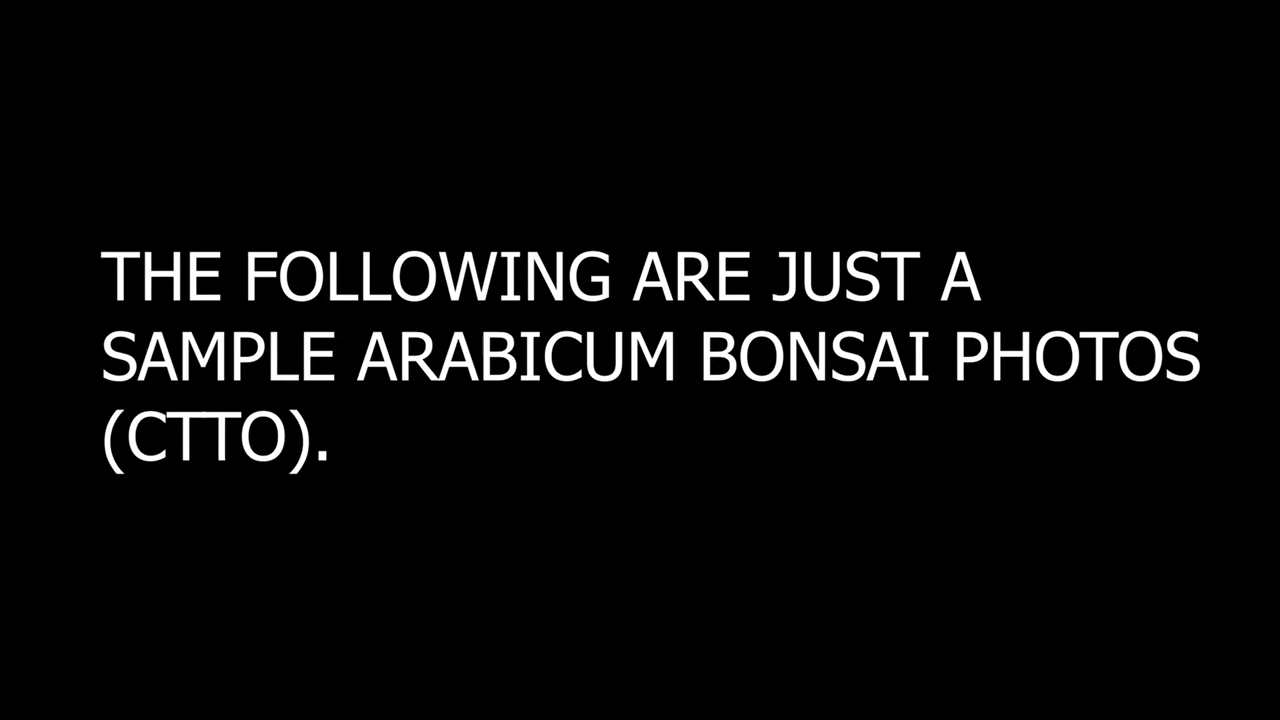 THE FOLLOWING ARE JUST A
SAMPLE ARABICUM BONSAI PHOTOS
(CTTO).